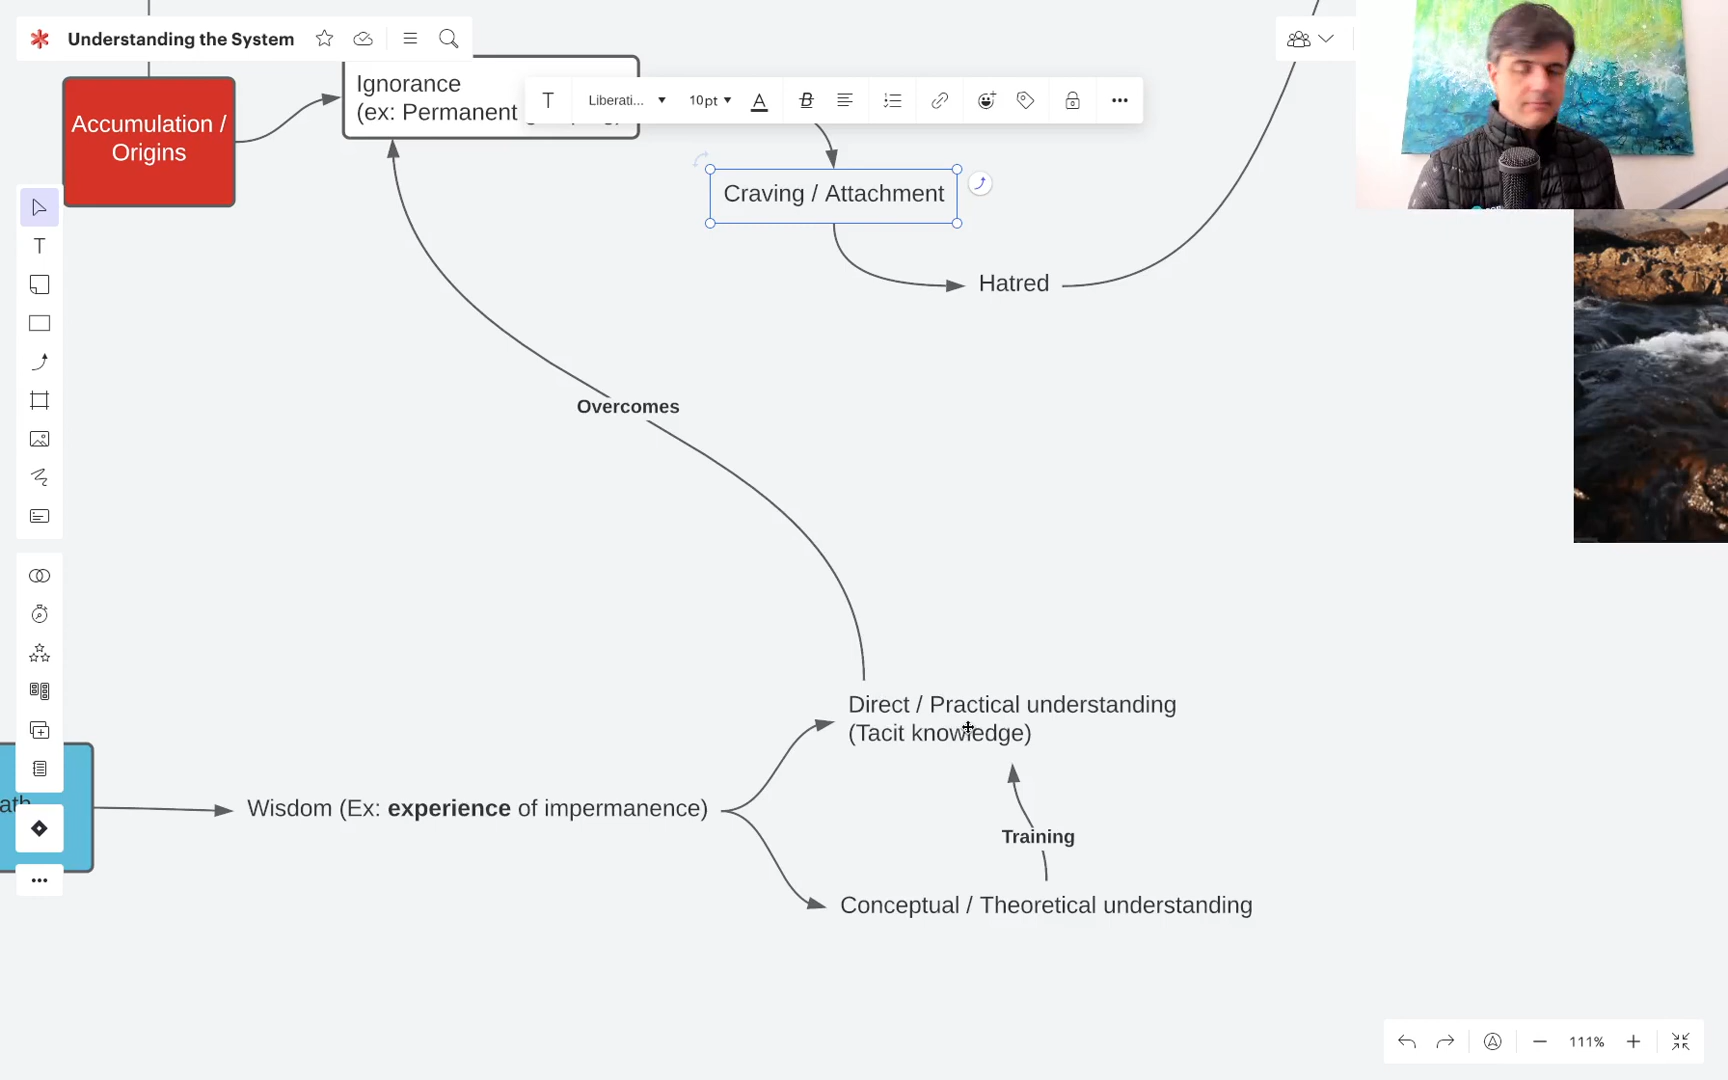 Understanding the System
Ignorance
(ex: Permanent
Liberati...
10pt
T
A
B
Accumulation /
Origins
Craving / Attachment
Hatred
T
Overcomes
Direct / Practical understanding
(Tacit knowledge)
Wisdom (Ex: experience of impermanence)
Training
Conceptual / Theoretical understanding
111%